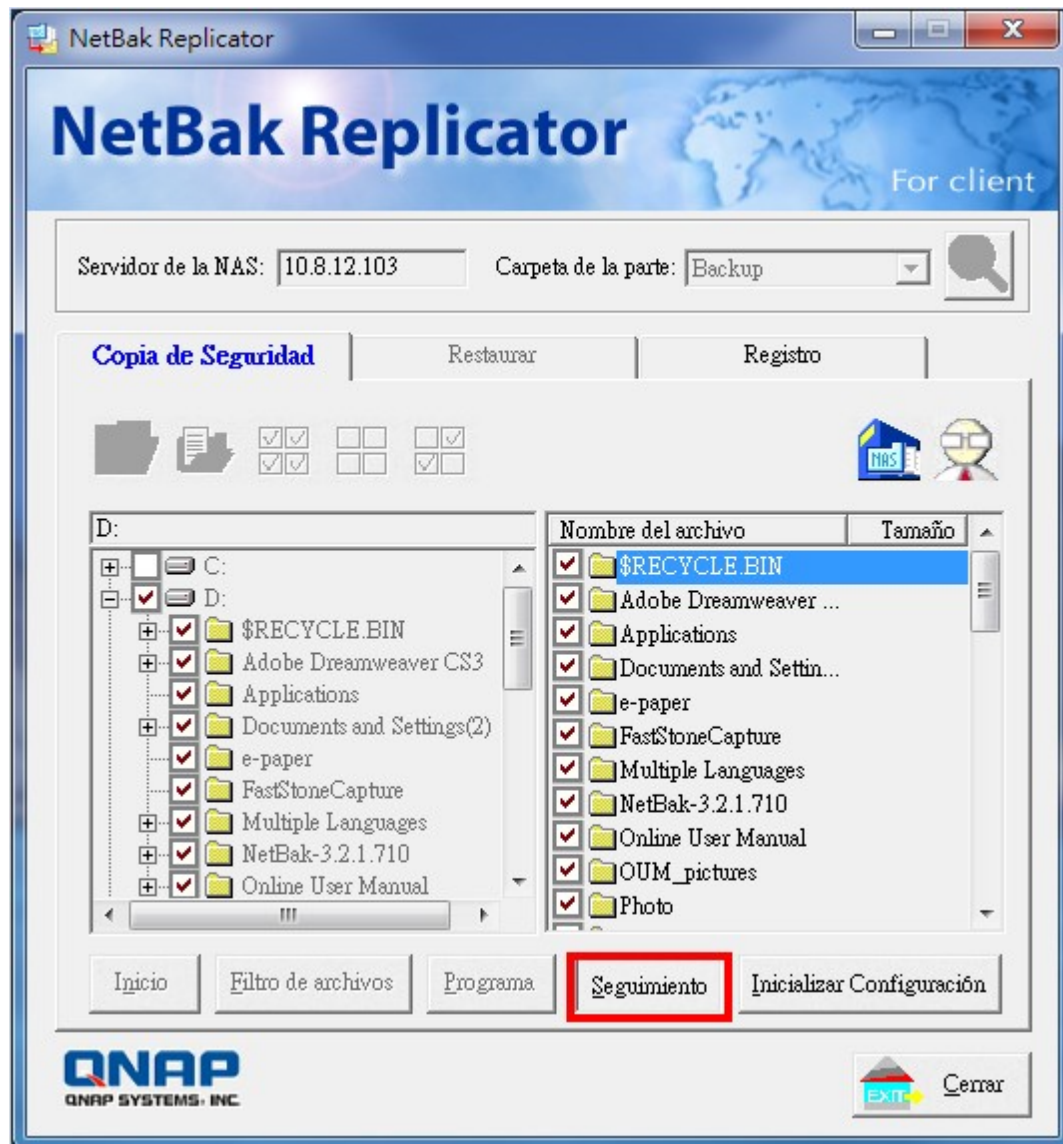 NetBak Replicator
NetBak Replicator
For client
Servidor de la NAS: 10.8.12.103 Carpeta de la parte: Backup
Copia de Seguridad Restaurar Registro
NAS
D:
C:
D:
$RECYCLE.BIN
Adobe Dreamweaver CS3
Applications
Documents and Settings(2)
e-paper
FastStoneCapture
Multiple Languages
NetBak-3.2.1.710
Online User Manual
Nombre del archivo Tamaño
$RECYCLE.BIN
Adobe Dreamweaver ...
Applications
Documents and Settin...
e-paper
FastStoneCapture
Multiple Languages
NetBak-3.2.1.710
Online User Manual
OUM_pictures
Photo
Inicio Filtro de archivos Programa Seguimiento Inicializar Configuración
QNAP
QNAP SYSTEMS, INC.
EXIT Cerrar